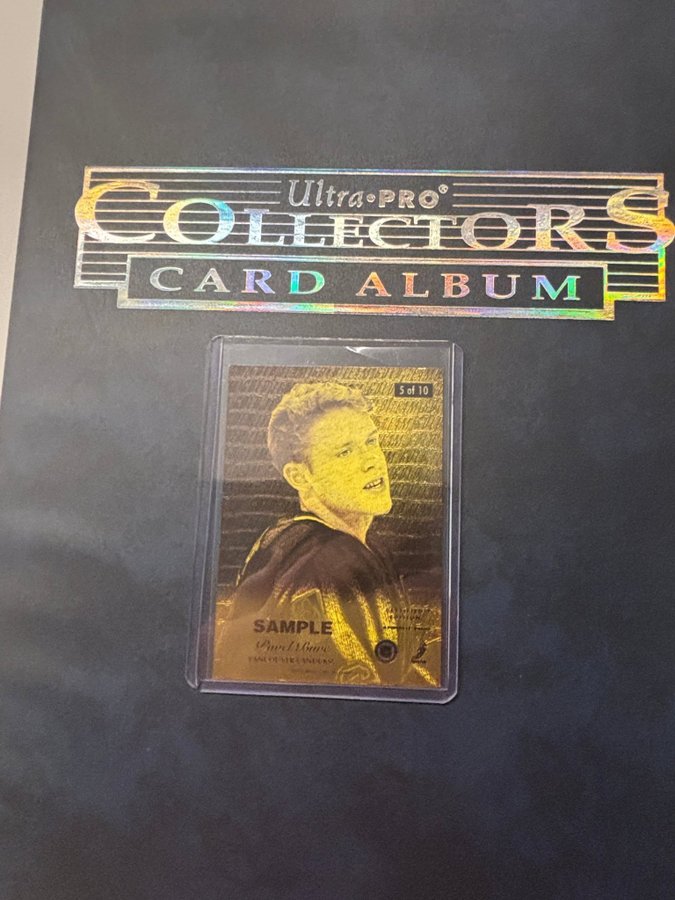 Ultra•PRO®
COLLECTORS
CARD ALBUM
5 of 10
SAMPLE
Pavel Bure
VANCOUVER CANUCKS